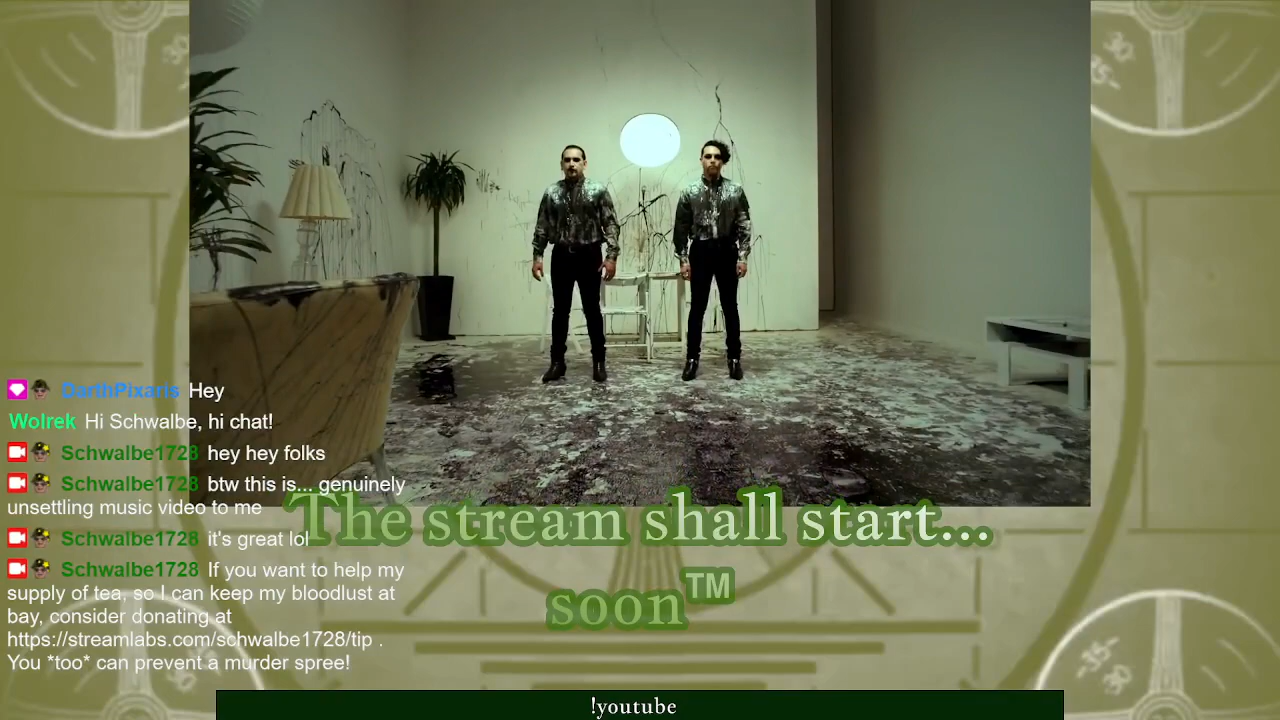 DarthPixaris Hey
Wolrek Hi Schwalbe, hi chat!
Schwalbe1728 hey hey folks
Schwalbe1728 btw this is... genuinely
unsettling music video to me
Schwalbe1728 it's great lol
Schwalbe1728 If you want to help my
supply of tea, so I can keep my bloodlust at
bay, consider donating at
https://streamlabs.com/schwalbe1728/tip .
You *too* can prevent a murder spree!
The stream shall start...
soon™
!youtube